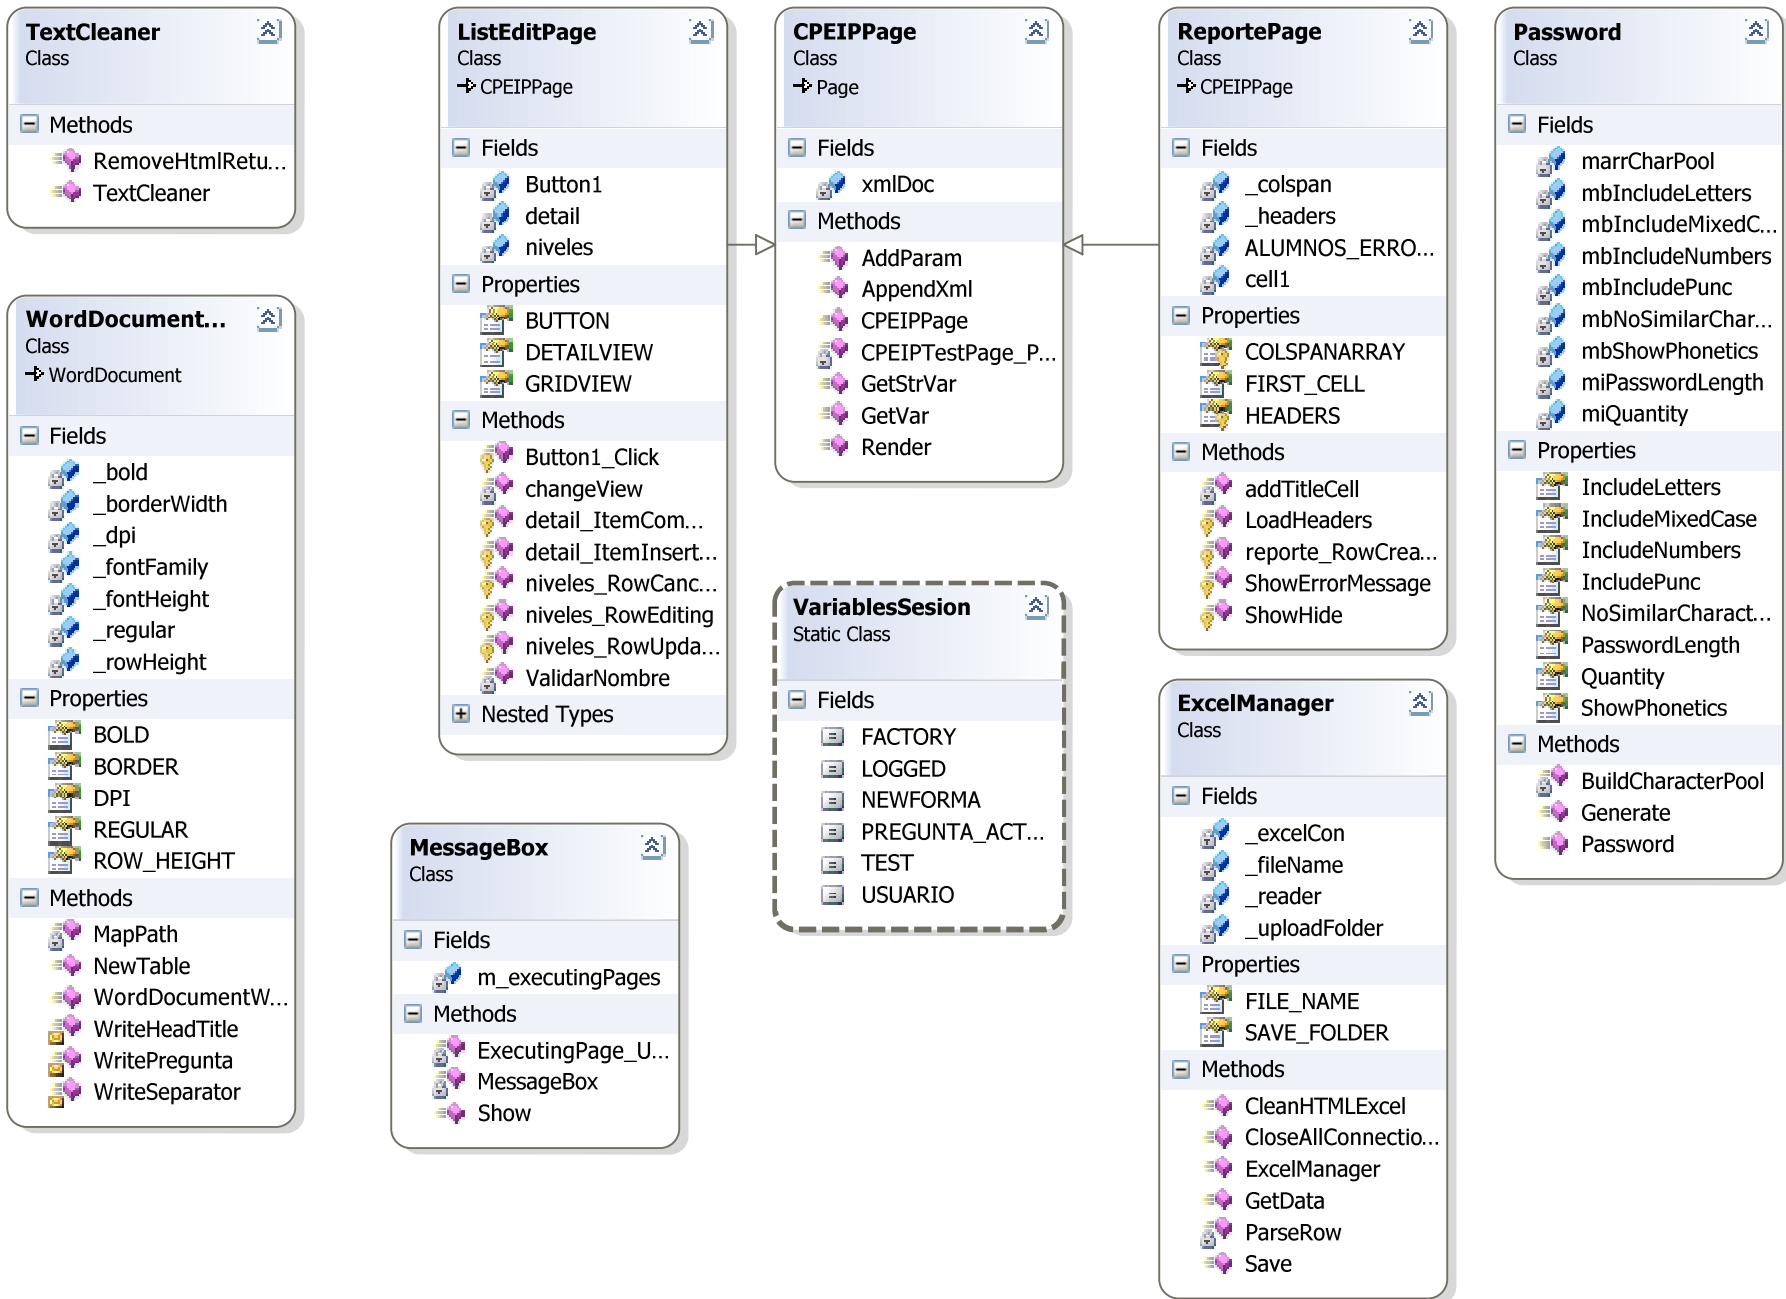 TextCleaner
Class
Methods
RemoveHtmlRetu...
TextCleaner
WordDocument...
Class
WordDocument
Fields
_bold
_borderWidth
_dpi
_fontFamily
_fontHeight
_regular
_rowHeight
Properties
BOLD
BORDER
DPI
REGULAR
ROW_HEIGHT
Methods
MapPath
NewTable
WordDocumentW...
WriteHeadTitle
WritePregunta
WriteSeparator
ListEditPage
Class
CPEIPPage
Fields
Button1
detail
niveles
Properties
BUTTON
DETAILVIEW
GRIDVIEW
Methods
Button1_Click
changeView
detail_ItemCom...
detail_ItemInsert...
niveles_RowCanc...
niveles_RowEditing
niveles_RowUpda...
ValidarNombre
Nested Types
MessageBox
Class
Fields
m_executingPages
Methods
ExecutingPage_U...
MessageBox
Show
CPEIPPage
Class
Page
Fields
xmlDoc
Methods
AddParam
AppendXml
CPEIPPage
CPEIPTestPage_P...
GetStrVar
GetVar
Render
VariablesSesion
Static Class
Fields
FACTORY
LOGGED
NEWFORMA
PREGUNTA_ACT...
TEST
USUARIO
ReportePage
Class
CPEIPPage
Fields
_colspan
_headers
ALUMNOS_ERRO...
cell1
Properties
COLSPANARRAY
FIRST_CELL
HEADERS
Methods
addTitleCell
LoadHeaders
reporte_RowCrea...
ShowErrorMessage
ShowHide
ExcelManager
Class
Fields
_excelCon
_fileName
_reader
_uploadFolder
Properties
FILE_NAME
SAVE_FOLDER
Methods
CleanHTMLExcel
CloseAllConnectio...
ExcelManager
GetData
ParseRow
Save
Password
Class
Fields
marrCharPool
mbIncludeLetters
mbIncludeMixedC...
mbIncludeNumbers
mbIncludePunc
mbNoSimilarChar...
mbShowPhonetics
miPasswordLength
miQuantity
Properties
IncludeLetters
IncludeMixedCase
IncludeNumbers
IncludePunc
NoSimilarCharact...
PasswordLength
Quantity
ShowPhonetics
Methods
BuildCharacterPool
Generate
Password